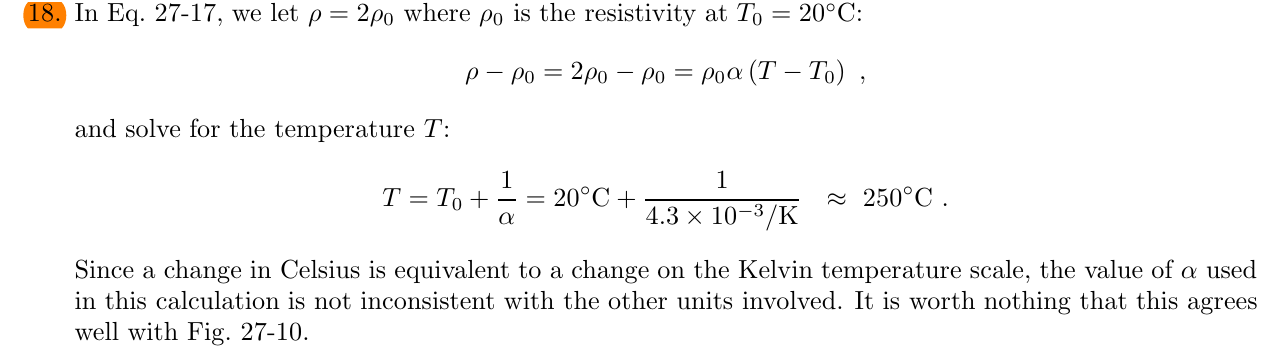 18. In Eq. 27-17, we let ρ = 2ρ₀ where ρ₀ is the resistivity at T₀ = 20°C:
ρ − ρ₀ = 2ρ₀ − ρ₀ = ρ₀α (T − T₀) ,
and solve for the temperature T:
T = T₀ + 1/α = 20°C + 1/(4.3 × 10⁻³/K) ≈ 250°C .
Since a change in Celsius is equivalent to a change on the Kelvin temperature scale, the value of α used
in this calculation is not inconsistent with the other units involved. It is worth nothing that this agrees
well with Fig. 27-10.